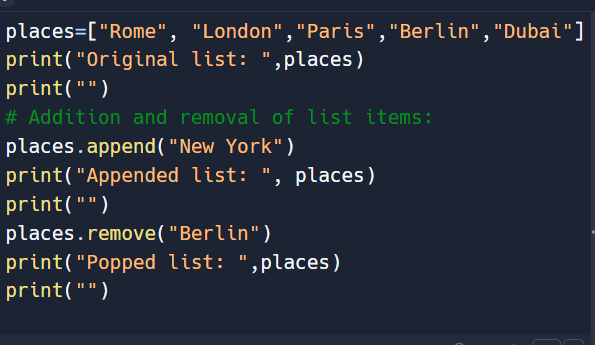 places=["Rome", "London","Paris","Berlin","Dubai"]
print("Original list: ",places)
print("")
# Addition and removal of list items:
places.append("New York")
print("Appended list: ", places)
print("")
places.remove("Berlin")
print("Popped list: ",places)
print("")